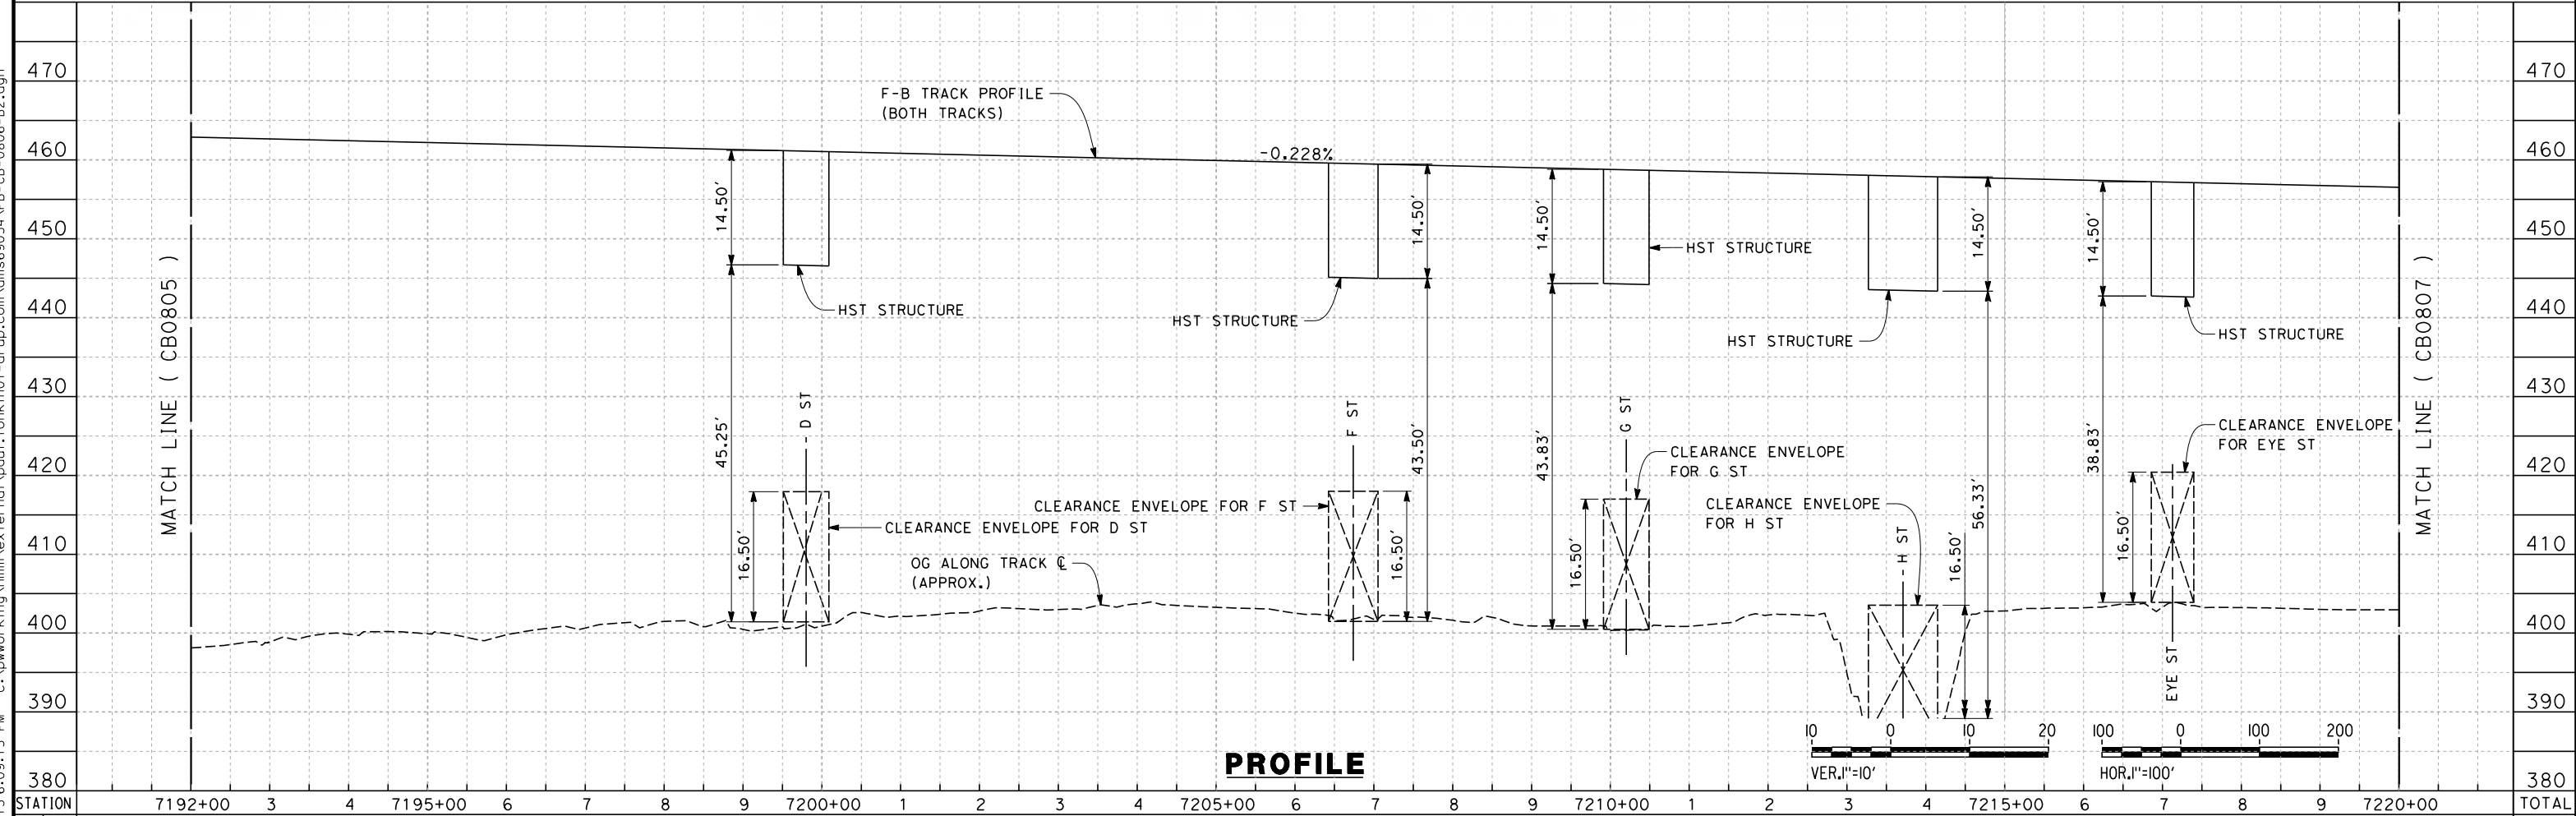 470
460
450
440
430
420
410
400
390
380
470
460
450
440
430
420
410
400
390
380
MATCH LINE ( CB0805 )
F-B TRACK PROFILE
(BOTH TRACKS)
-0.228%
14.50'
45.25'
HST STRUCTURE
D ST
16.50'
CLEARANCE ENVELOPE FOR D ST
OG ALONG TRACK ℄
(APPROX.)
HST STRUCTURE
14.50'
43.50'
F ST
CLEARANCE ENVELOPE FOR F ST
16.50'
14.50'
43.83'
HST STRUCTURE
G ST
CLEARANCE ENVELOPE
FOR G ST
16.50'
HST STRUCTURE
14.50'
56.33'
CLEARANCE ENVELOPE
FOR H ST
H ST
16.50'
14.50'
38.83'
HST STRUCTURE
CLEARANCE ENVELOPE
FOR EYE ST
16.50'
EYE ST
MATCH LINE ( CB0807 )
PROFILE
10 0 10 20
VER.1"=10'
100 0 100 200
HOR.1"=100'
STATION 7192+00 3 4 7195+00 6 7 8 9 7200+00 1 2 3 4 7205+00 6 7 8 9 7210+00 1 2 3 4 7215+00 6 7 8 9 7220+00 TOTAL